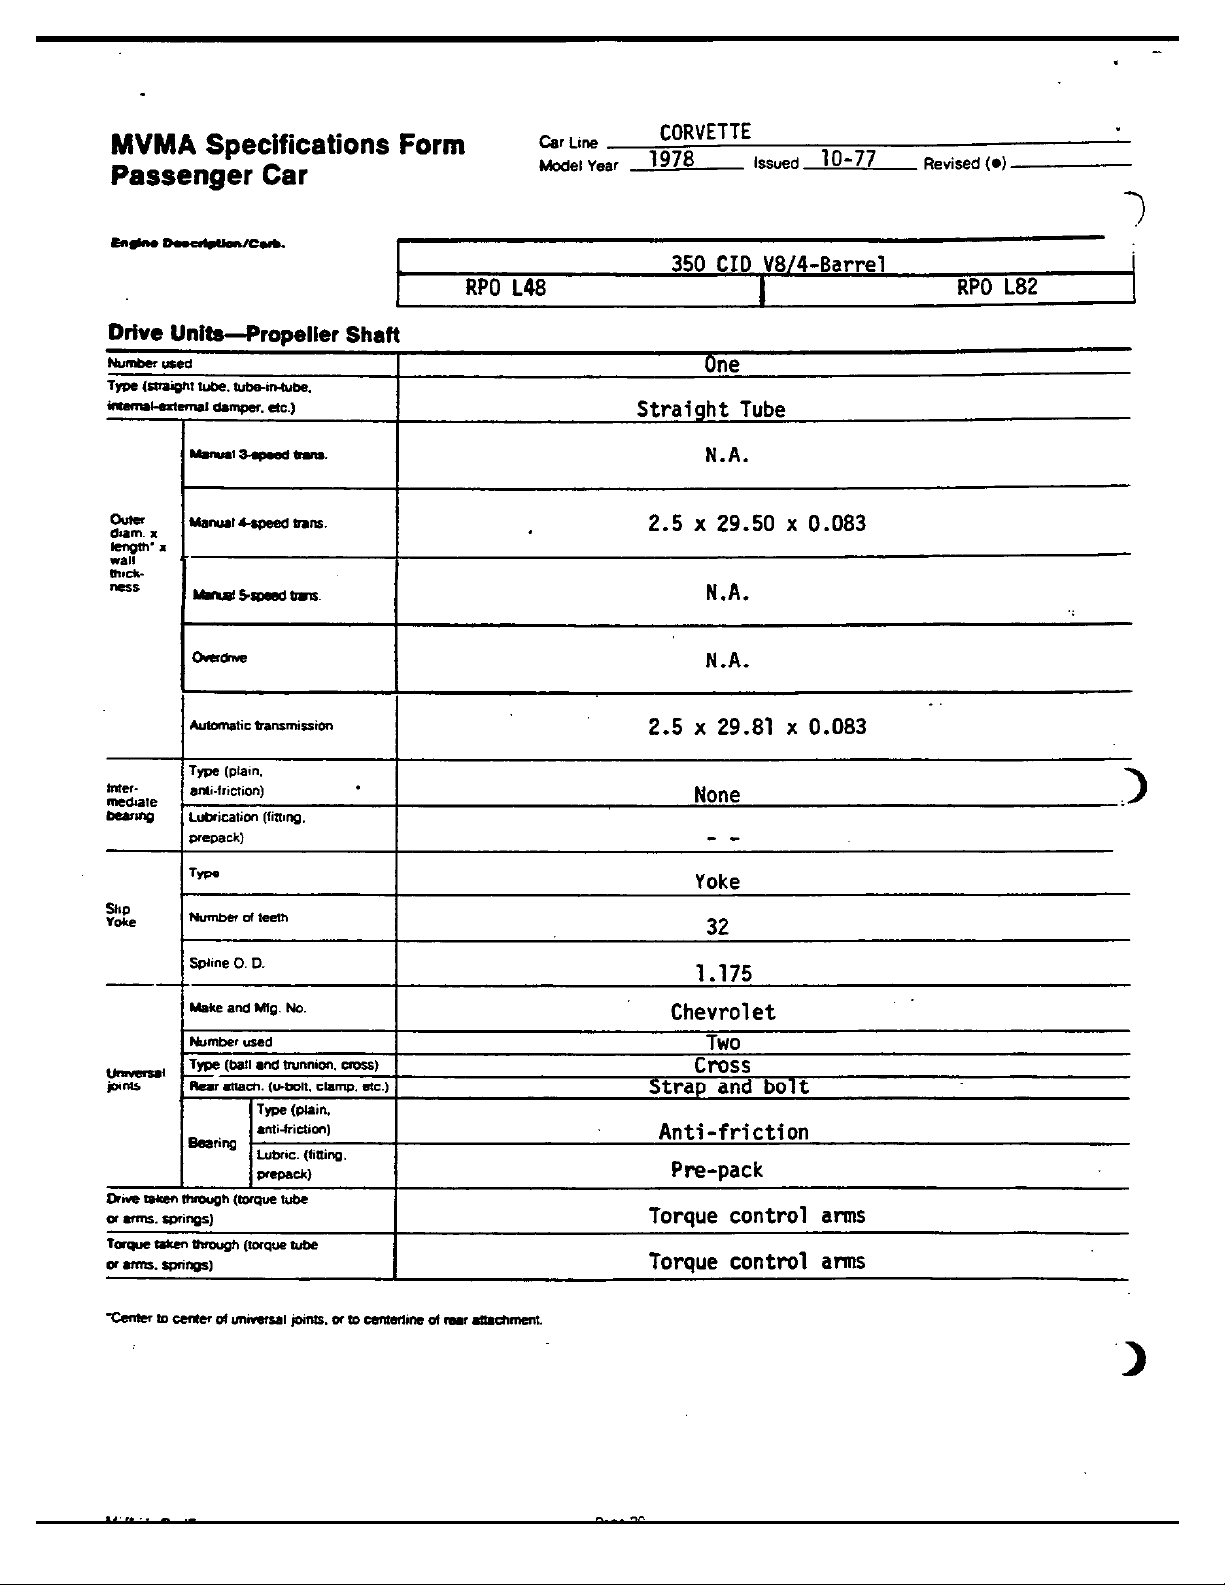 MVMA Specifications Form
Passenger Car
Car Line CORVETTE
Model Year 1978 Issued 10-77 Revised (●)
Engine Description/Carb.
350 CID V8/4-Barrel
RPO L48 RPO L82
Drive Units—Propeller Shaft
Number used One
Type (straight tube, tube-in-tube,
internal-external damper, etc.) Straight Tube
Outer
diam. x
length* x
wall
thick-
ness
Manual 3-speed trans. N.A.
Manual 4-speed trans. 2.5 x 29.50 x 0.083
Manual 5-speed trans. N.A.
Overdrive N.A.
Automatic transmission 2.5 x 29.81 x 0.083
Inter-
mediate
bearing
Type (plain,
anti-friction) None
Lubrication (fitting,
prepack) - -
Slip
Yoke
Type Yoke
Number of teeth 32
Spline O. D. 1.175
Universal
joints
Make and Mfg. No. Chevrolet
Number used Two
Type (ball and trunnion, cross) Cross
Rear attach. (u-bolt, clamp, etc.) Strap and bolt
Bearing
Type (plain,
anti-friction) Anti-friction
Lubric. (fitting,
prepack) Pre-pack
Drive taken through (torque tube
or arms, springs) Torque control arms
Torque taken through (torque tube
or arms, springs) Torque control arms
*Center to center of universal joints, or to centerline of rear attachment.